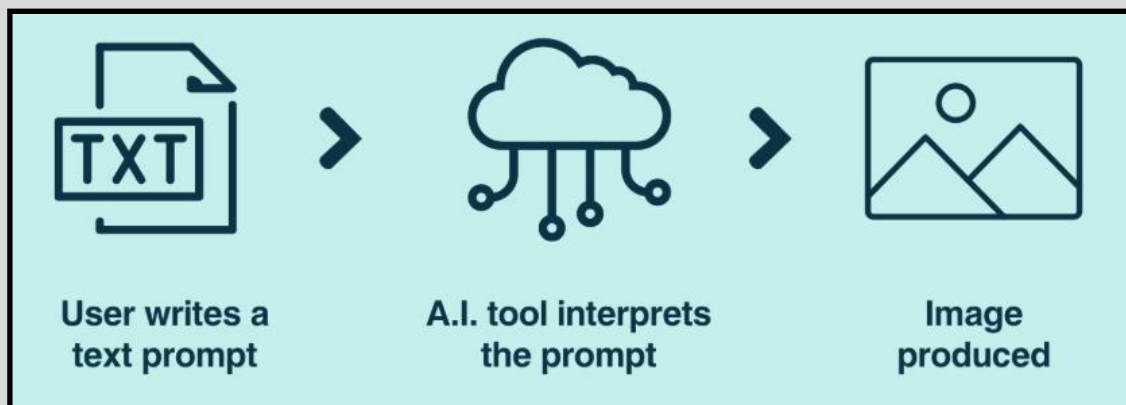 TXT
User writes a
text prompt
A.I. tool interprets
the prompt
Image
produced